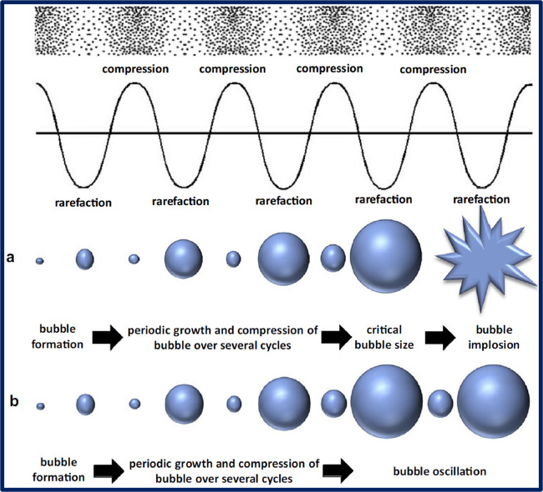 compression compression compression compression
rarefaction rarefaction rarefaction rarefaction rarefaction
a
bubble formation
periodic growth and compression of bubble over several cycles
critical bubble size
bubble implosion
b
bubble formation
periodic growth and compression of bubble over several cycles
bubble oscillation